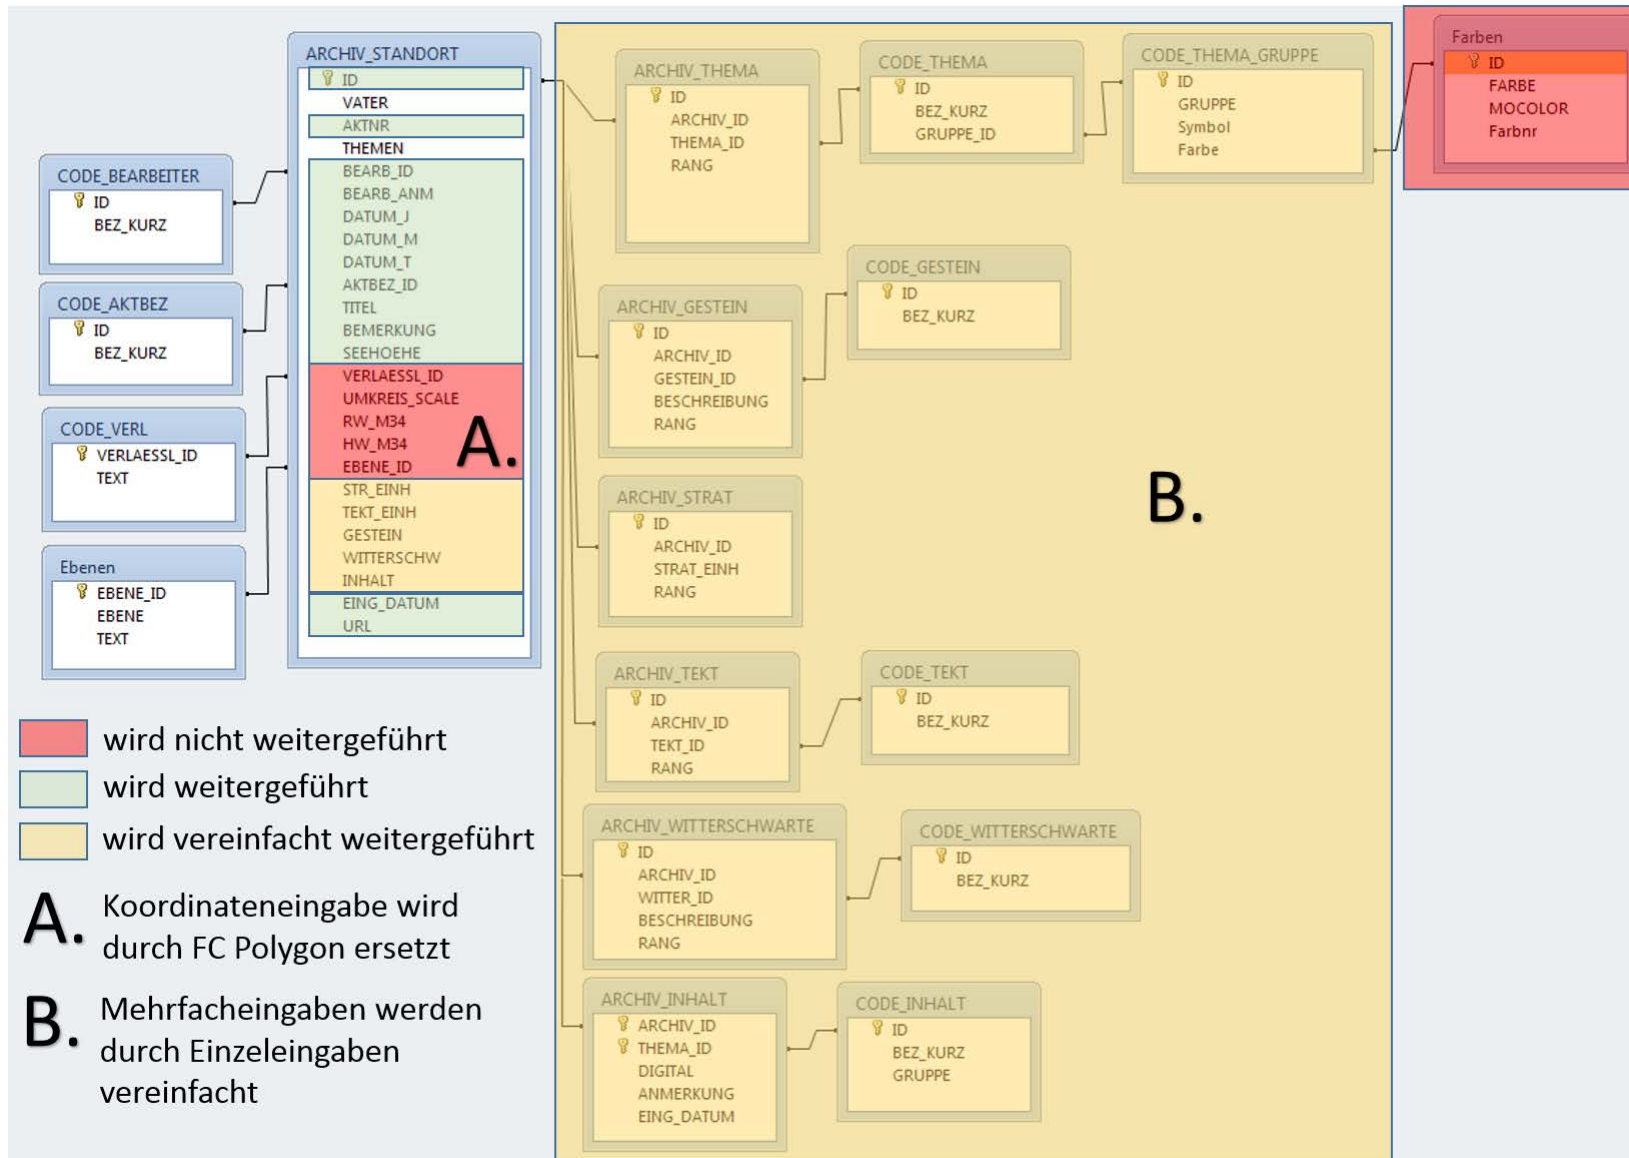 ARCHIV_STANDORT
ID
VATER
AKTNR
THEMEN
BEARB_ID
BEARB_ANM
DATUM_J
DATUM_M
DATUM_T
AKTBEZ_ID
TITEL
BEMERKUNG
SEEHOEHE
VERLAESSL_ID
UMKREIS_SCALE
RW_M34
HW_M34
EBENE_ID
A.
STR_EINH
TEKT_EINH
GESTEIN
WITTERSCHW
INHALT
EING_DATUM
URL
CODE_BEARBEITER
ID
BEZ_KURZ
CODE_AKTBEZ
ID
BEZ_KURZ
CODE_VERL
VERLAESSL_ID
TEXT
Ebenen
EBENE_ID
EBENE
TEXT
ARCHIV_THEMA
ID
ARCHIV_ID
THEMA_ID
RANG
CODE_THEMA
ID
BEZ_KURZ
GRUPPE_ID
CODE_THEMA_GRUPPE
ID
GRUPPE
Symbol
Farbe
Farben
ID
FARBE
MOCOLOR
Farbnr
ARCHIV_GESTEIN
ID
ARCHIV_ID
GESTEIN_ID
BESCHREIBUNG
RANG
CODE_GESTEIN
ID
BEZ_KURZ
B.
ARCHIV_STRAT
ID
ARCHIV_ID
STRAT_EINH
RANG
ARCHIV_TEKT
ID
ARCHIV_ID
TEKT_ID
RANG
CODE_TEKT
ID
BEZ_KURZ
ARCHIV_WITTERSCHWARTE
ID
ARCHIV_ID
WITTER_ID
BESCHREIBUNG
RANG
CODE_WITTERSCHWARTE
ID
BEZ_KURZ
ARCHIV_INHALT
ARCHIV_ID
THEMA_ID
DIGITAL
ANMERKUNG
EING_DATUM
CODE_INHALT
ID
BEZ_KURZ
GRUPPE
wird nicht weitergeführt
wird weitergeführt
wird vereinfacht weitergeführt
A. Koordinateneingabe wird
durch FC Polygon ersetzt
B. Mehrfacheingaben werden
durch Einzeleingaben
vereinfacht